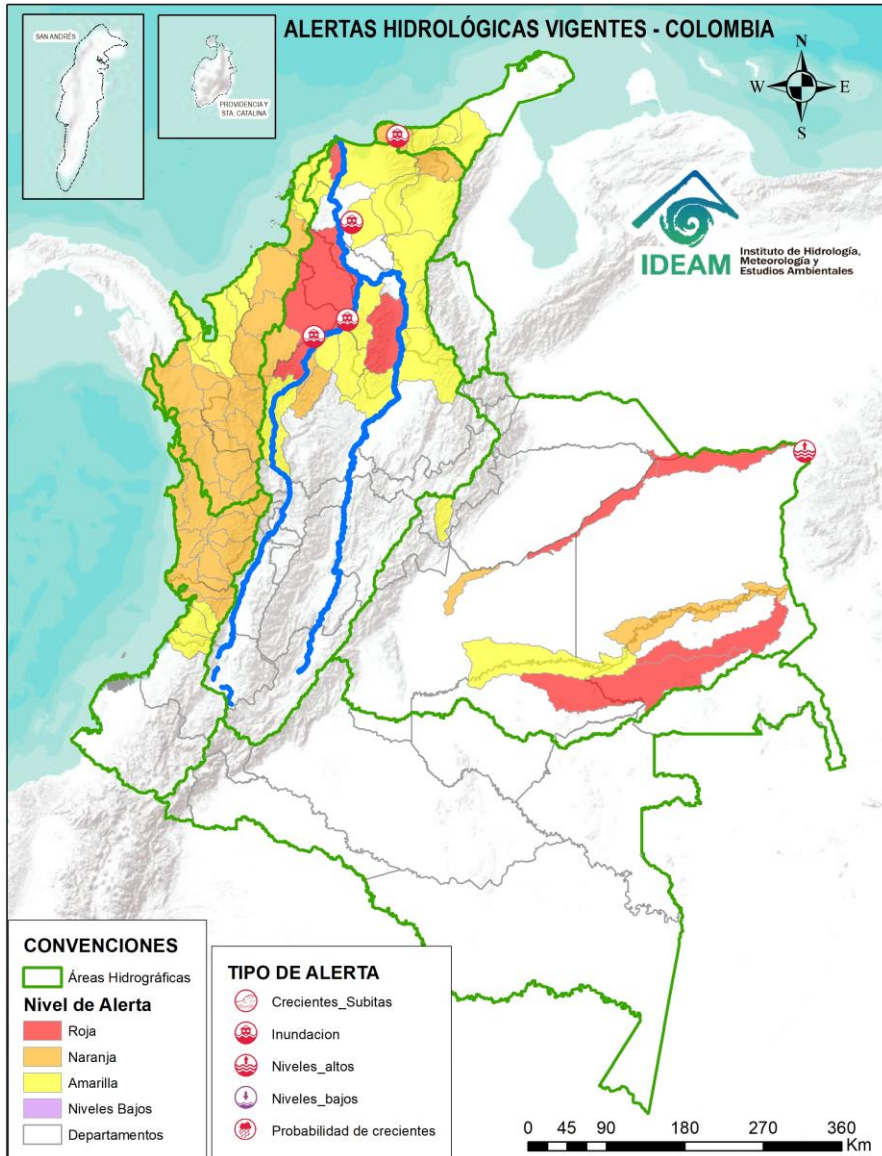 ALERTAS HIDROLÓGICAS VIGENTES - COLOMBIA
SAN ANDRÉS
PROVIDENCIA Y
STA. CATALINA
N
W
E
S
IDEAM
Instituto de Hidrología,
Meteorología y
Estudios Ambientales
CONVENCIONES
Áreas Hidrográficas
Nivel de Alerta
Roja
Naranja
Amarilla
Niveles Bajos
Departamentos
TIPO DE ALERTA
Crecientes_Subitas
Inundacion
Niveles_altos
Niveles_bajos
Probabilidad de crecientes
0 45 90 180 270 360
Km